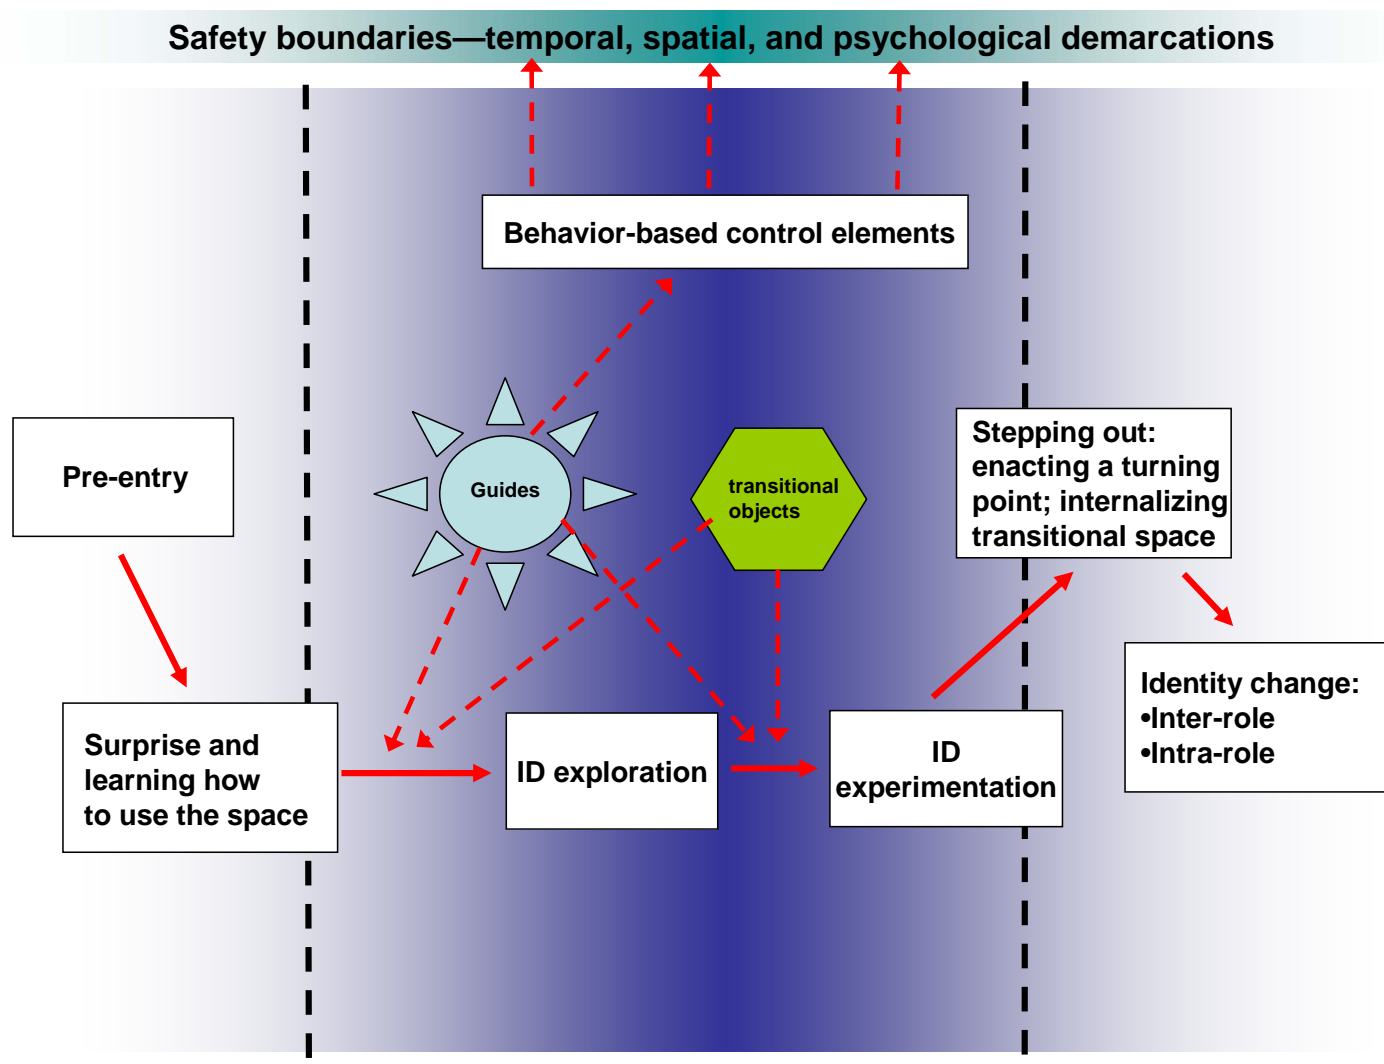 Safety boundaries—temporal, spatial, and psychological demarcations
Behavior-based control elements
Pre-entry
Guides
transitional
objects
Stepping out:
enacting a turning
point; internalizing
transitional space
Surprise and
learning how
to use the space
ID exploration
ID
experimentation
Identity change:
•Inter-role
•Intra-role